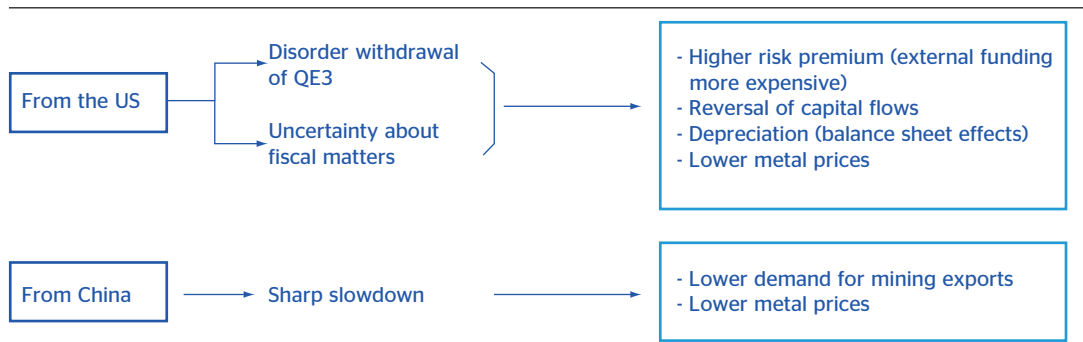 From the US
Disorder withdrawal
of QE3
Uncertainty about
fiscal matters
- Higher risk premium (external funding
more expensive)
- Reversal of capital flows
- Depreciation (balance sheet effects)
- Lower metal prices
From China
Sharp slowdown
- Lower demand for mining exports
- Lower metal prices